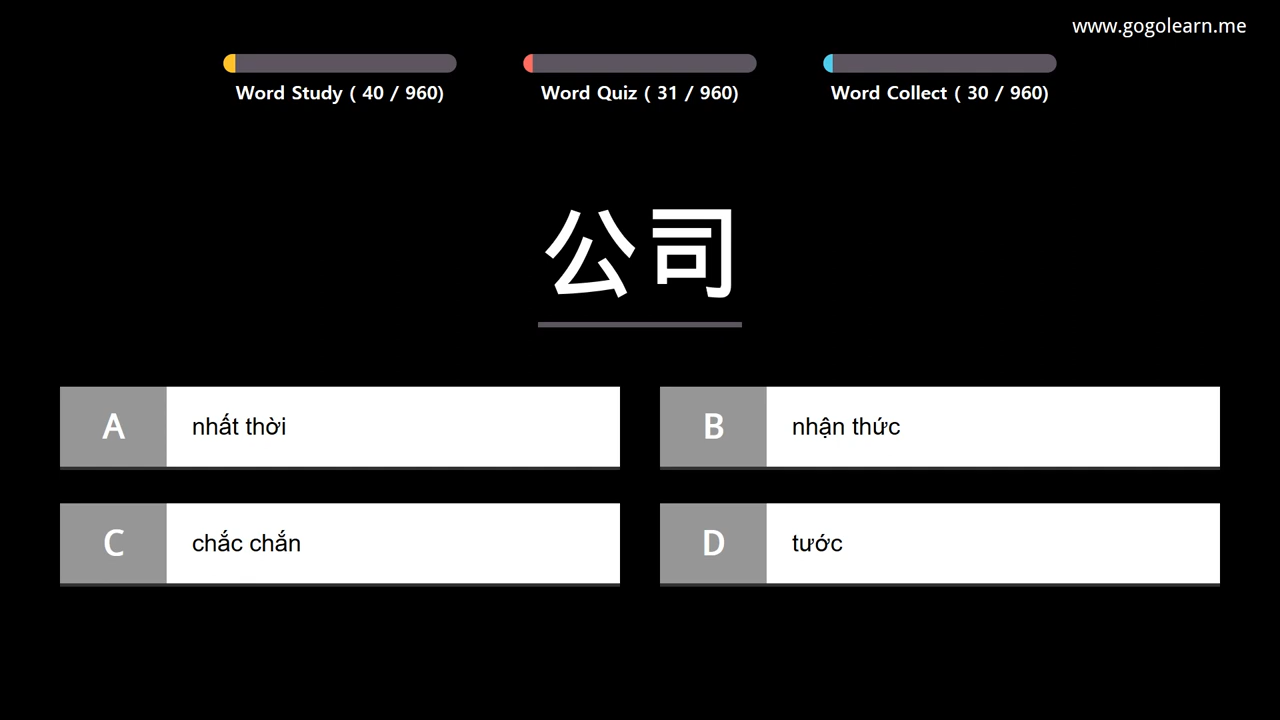 www.gogolearn.me
Word Study ( 40 / 960)
Word Quiz ( 31 / 960)
Word Collect ( 30 / 960)
公司
A nhất thời
B nhận thức
C chắc chắn
D tước